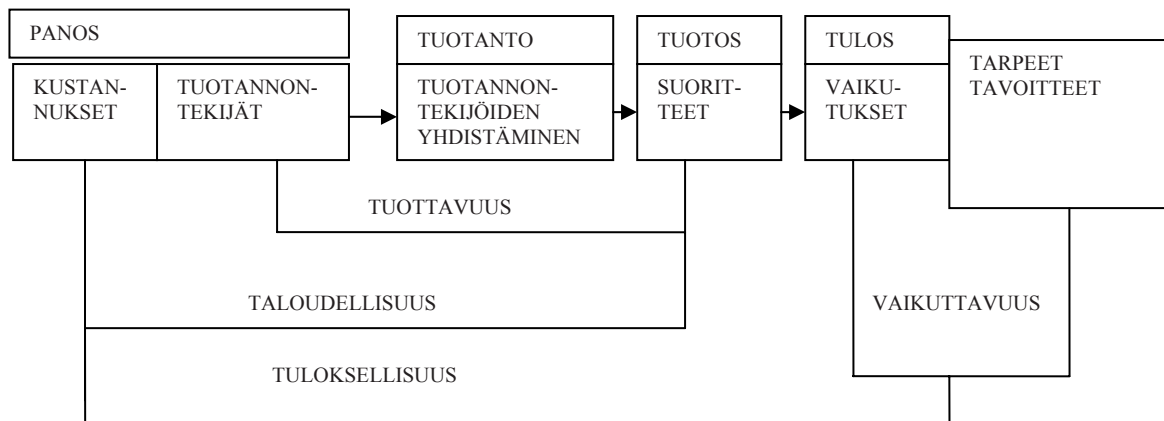 PANOS
KUSTAN-
NUKSET
TUOTANNON-
TEKIJÄT
TUOTANTO
TUOTANNON-
TEKIJÖIDEN
YHDISTÄMINEN
TUOTOS
SUORIT-
TEET
TULOS
VAIKU-
TUKSET
TARPEET
TAVOITTEET
TUOTTAVUUS
TALOUDELLISUUS
VAIKUTTAVUUS
TULOKSELLISUUS